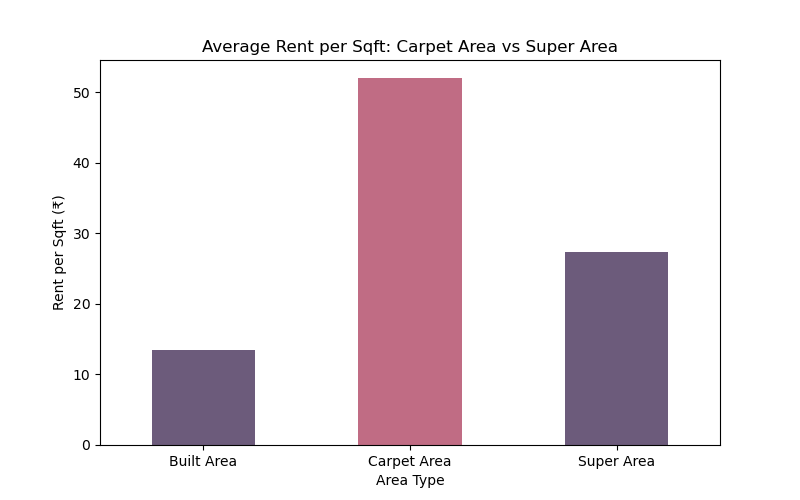 Average Rent per Sqft: Carpet Area vs Super Area
Rent per Sqft (₹)
50
40
30
20
10
0
Built Area
Carpet Area
Super Area
Area Type